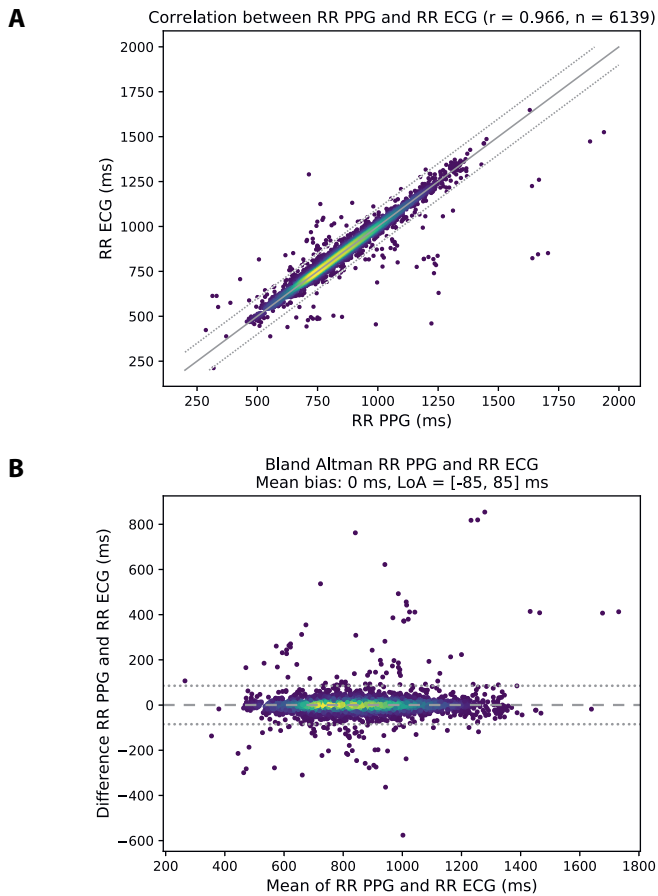 A
Correlation between RR PPG and RR ECG (r = 0.966, n = 6139)
2000
1750
1500
1250
1000
750
500
250
RR ECG (ms)
250 500 750 1000 1250 1500 1750 2000
RR PPG (ms)
B
Bland Altman RR PPG and RR ECG
Mean bias: 0 ms, LoA = [-85, 85] ms
800
600
400
200
0
−200
−400
−600
Difference RR PPG and RR ECG (ms)
200 400 600 800 1000 1200 1400 1600 1800
Mean of RR PPG and RR ECG (ms)